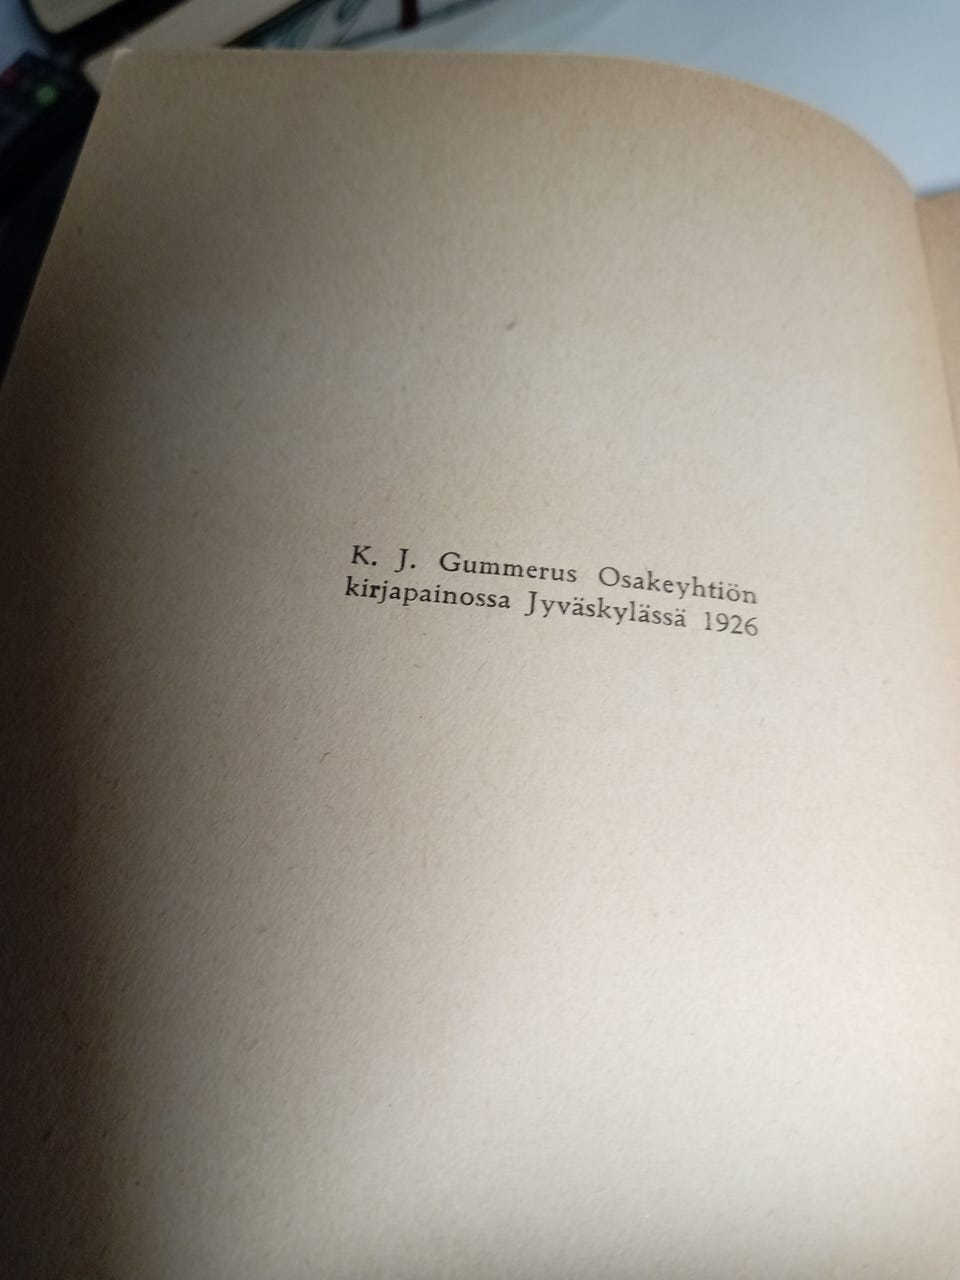 K. J. Gummerus Osakeyhtiön
kirjapainossa Jyväskylässä 1926